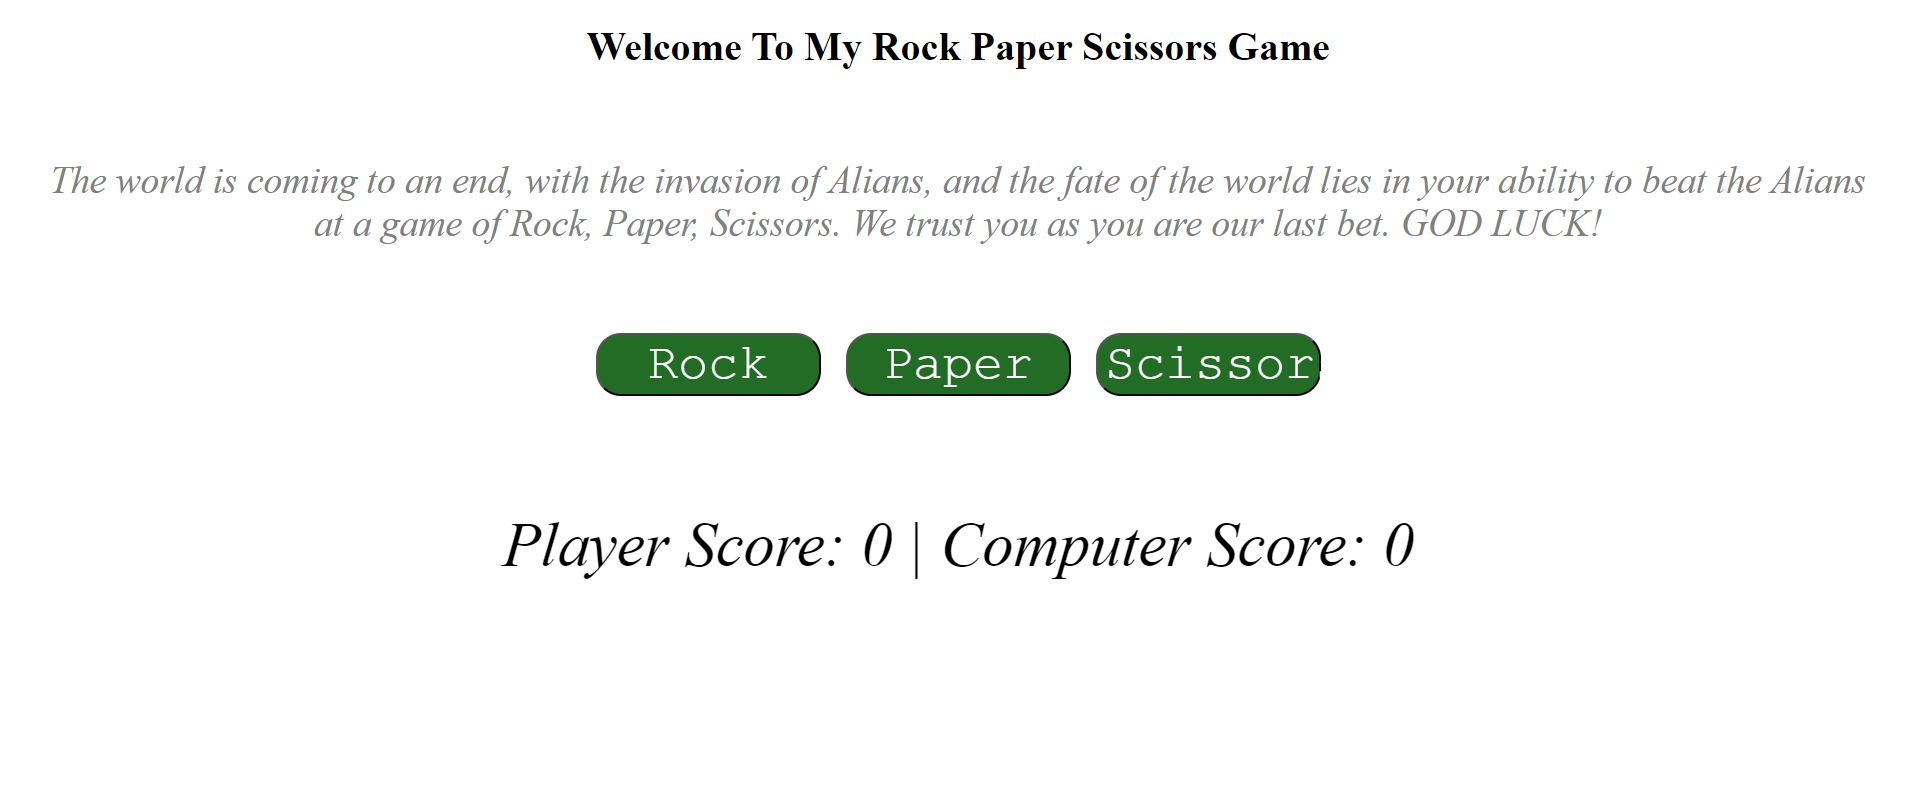 Welcome To My Rock Paper Scissors Game
The world is coming to an end, with the invasion of Alians, and the fate of the world lies in your ability to beat the Alians
at a game of Rock, Paper, Scissors. We trust you as you are our last bet. GOD LUCK!
Rock Paper Scissor
Player Score: 0 | Computer Score: 0